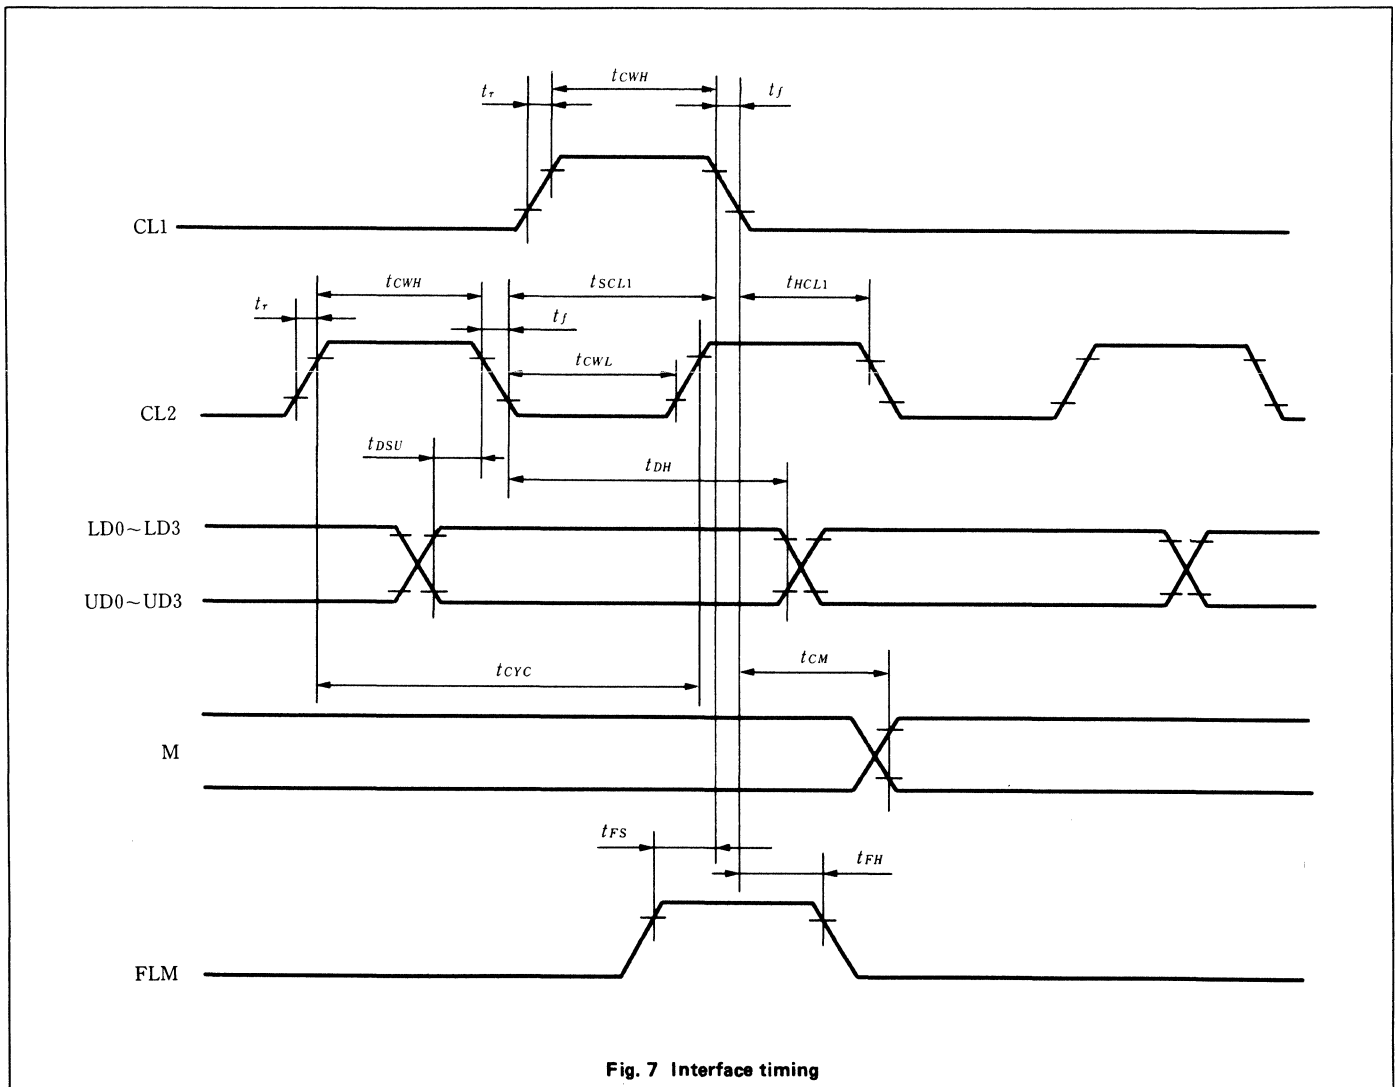 tCWH
tr
tf
CL1
tCWH
tSCL1
tHCL1
tr
tf
tCWL
CL2
tDSU
tDH
LD0~LD3
UD0~UD3
tCYC
tCM
M
tFS
tFH
FLM
Fig. 7 Interface timing